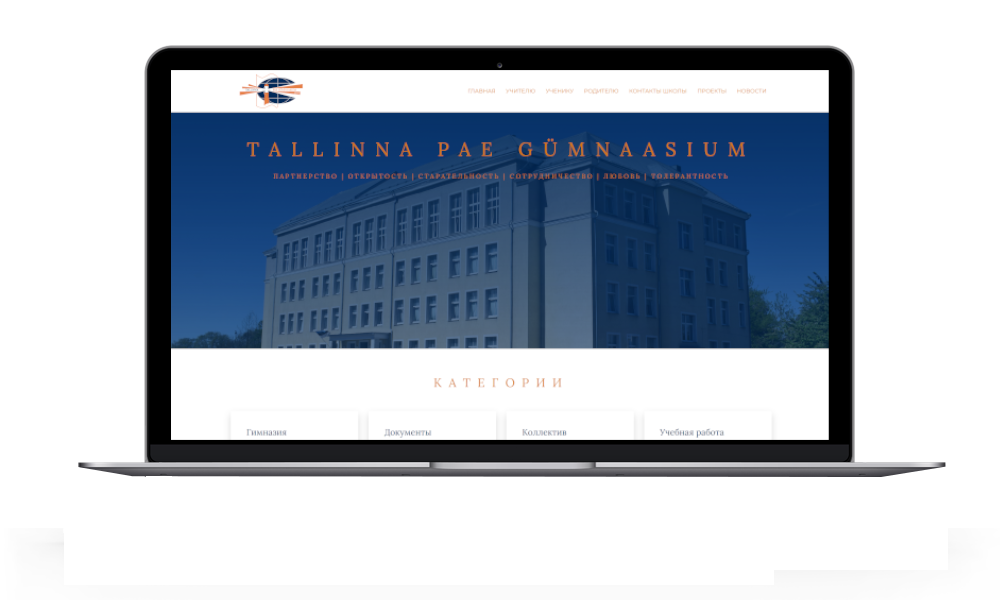 ГЛАВНАЯ УЧИТЕЛЮ УЧЕНИКУ РОДИТЕЛЮ КОНТАКТЫ ШКОЛЫ ПРОЕКТЫ НОВОСТИ
TALLINNA PAE GÜMNAASIUM
ПАРТНЕРСТВО | ОТКРЫТОСТЬ | СТАРАТЕЛЬНОСТЬ | СОТРУДНИЧЕСТВО | ЛЮБОВЬ | ТОЛЕРАНТНОСТЬ
КАТЕГОРИИ
Гимназия Документы Коллектив Учебная работа